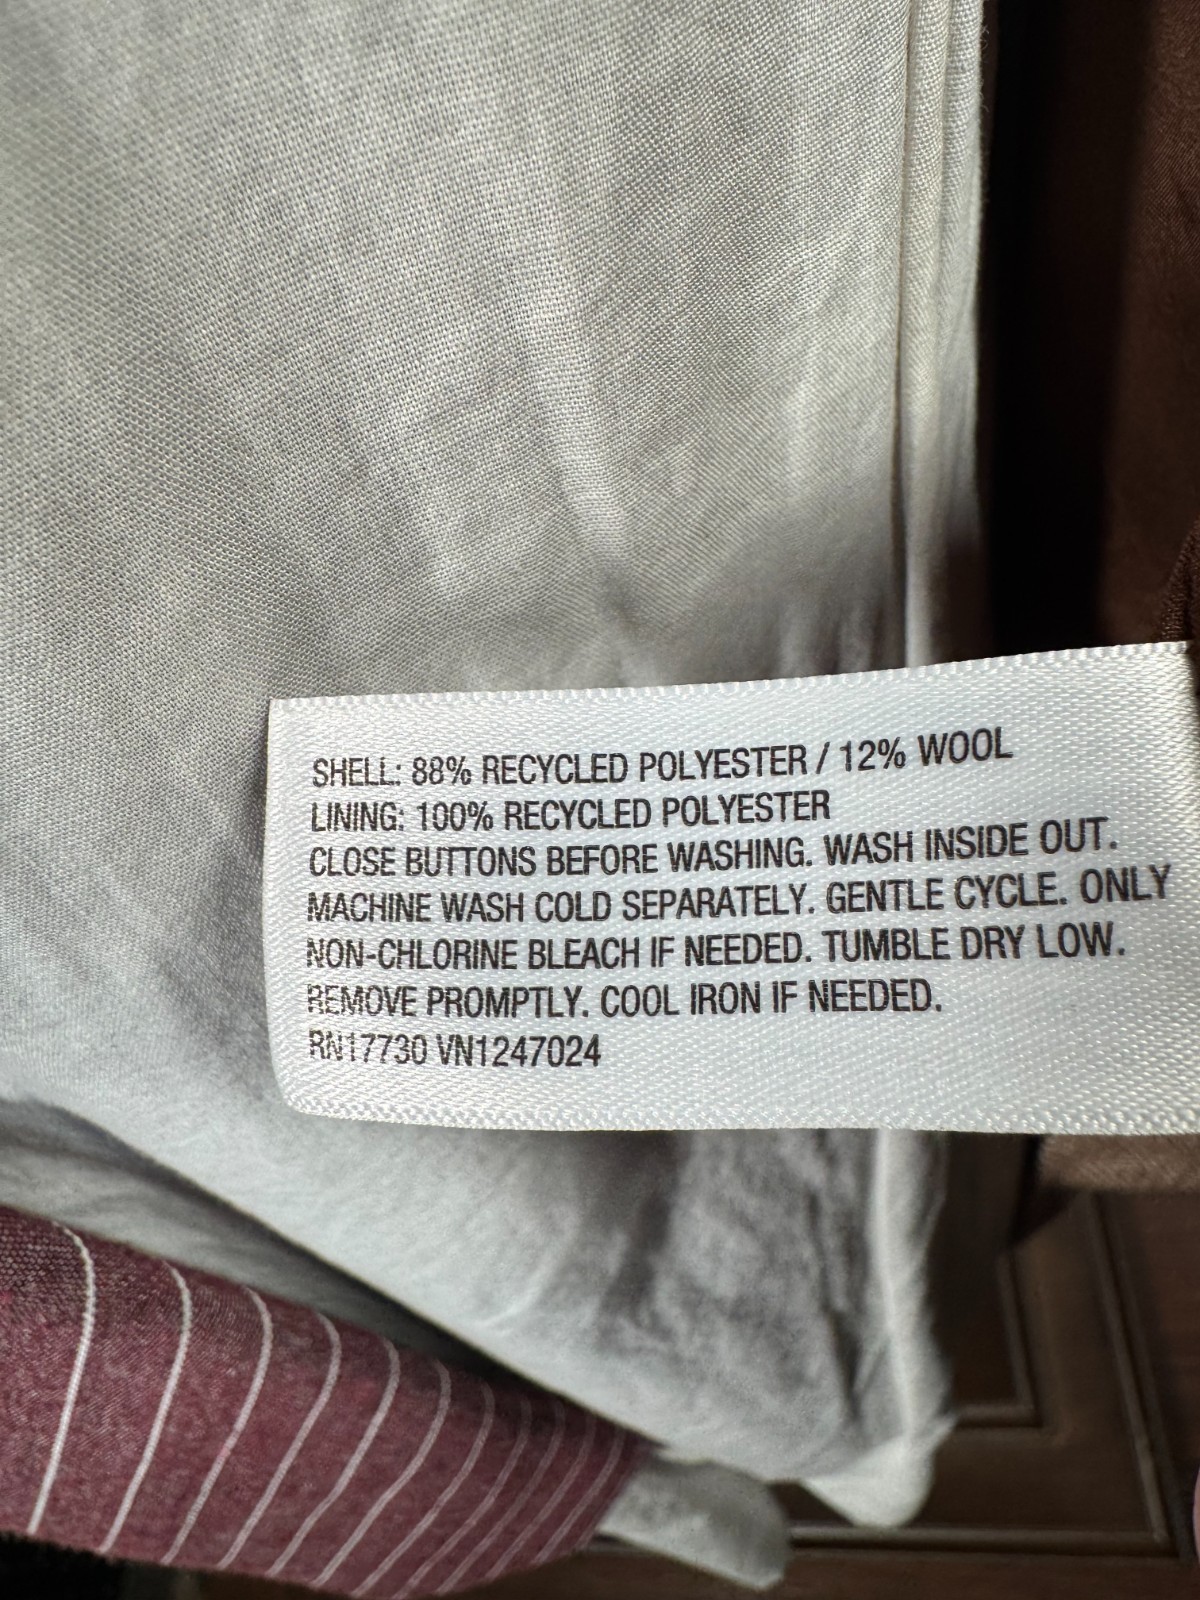 SHELL: 88% RECYCLED POLYESTER / 12% WOOL
LINING: 100% RECYCLED POLYESTER
CLOSE BUTTONS BEFORE WASHING. WASH INSIDE OUT.
MACHINE WASH COLD SEPARATELY. GENTLE CYCLE. ONLY
NON-CHLORINE BLEACH IF NEEDED. TUMBLE DRY LOW.
REMOVE PROMPTLY. COOL IRON IF NEEDED.
RN17730 VN1247024